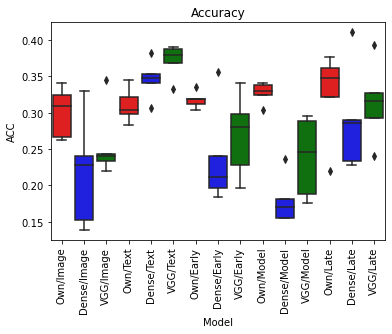 Accuracy
0.40
0.35
0.30
0.25
0.20
0.15
ACC
Own/Image
Dense/Image
VGG/Image
Own/Text
Dense/Text
VGG/Text
Own/Early
Dense/Early
VGG/Early
Own/Model
Dense/Model
VGG/Model
Own/Late
Dense/Late
VGG/Late
Model